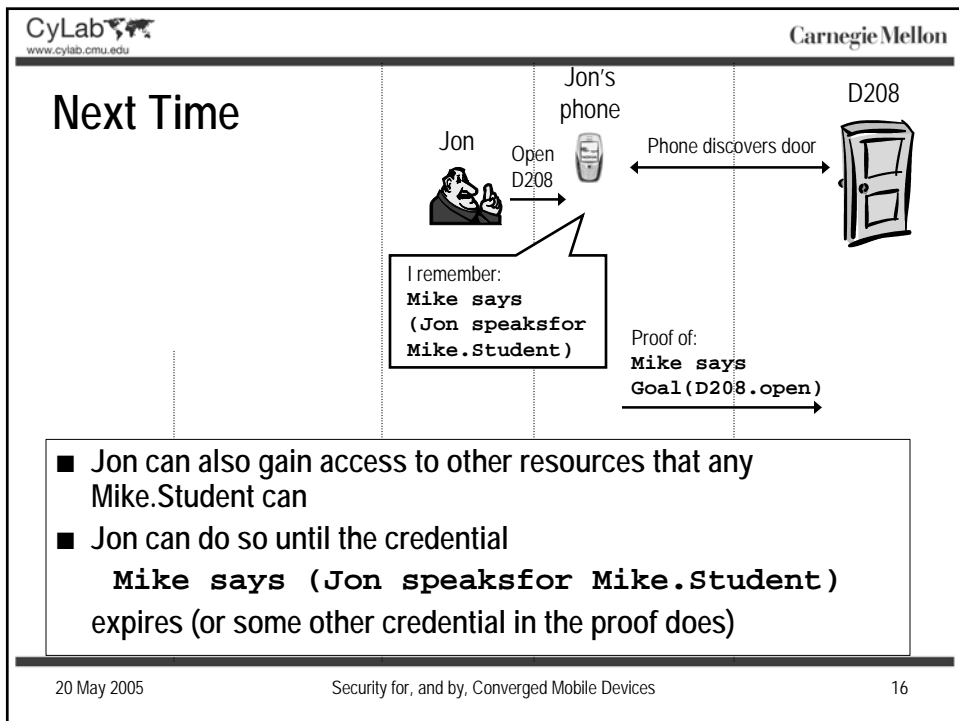 CyLab
www.cylab.cmu.edu
Carnegie Mellon
Next Time
Jon
Open
D208
Jon's
phone
Phone discovers door
D208
I remember:
Mike says
(Jon speaksfor
Mike.Student)
Proof of:
Mike says
Goal(D208.open)
■ Jon can also gain access to other resources that any
Mike.Student can
■ Jon can do so until the credential
Mike says (Jon speaksfor Mike.Student)
expires (or some other credential in the proof does)
20 May 2005
Security for, and by, Converged Mobile Devices
16